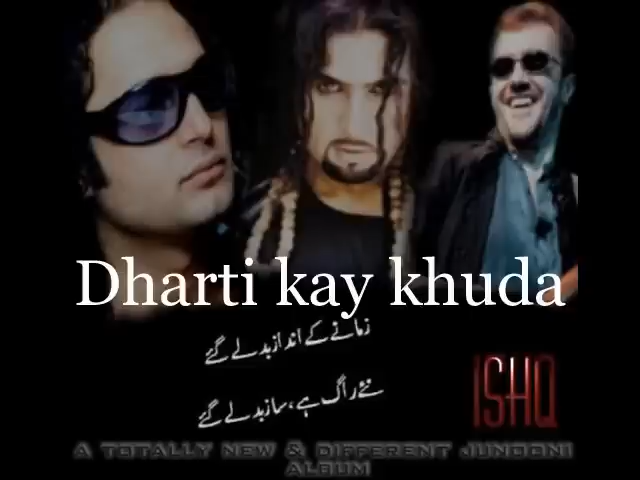 Dharti kay khuda
زمانے کے انداز بدلے گئے
نئے راگ ہے، ساز بدلے گئے
ISHQ
A TOTALLY NEW & DIFFERENT JUNOONI
ALBUM